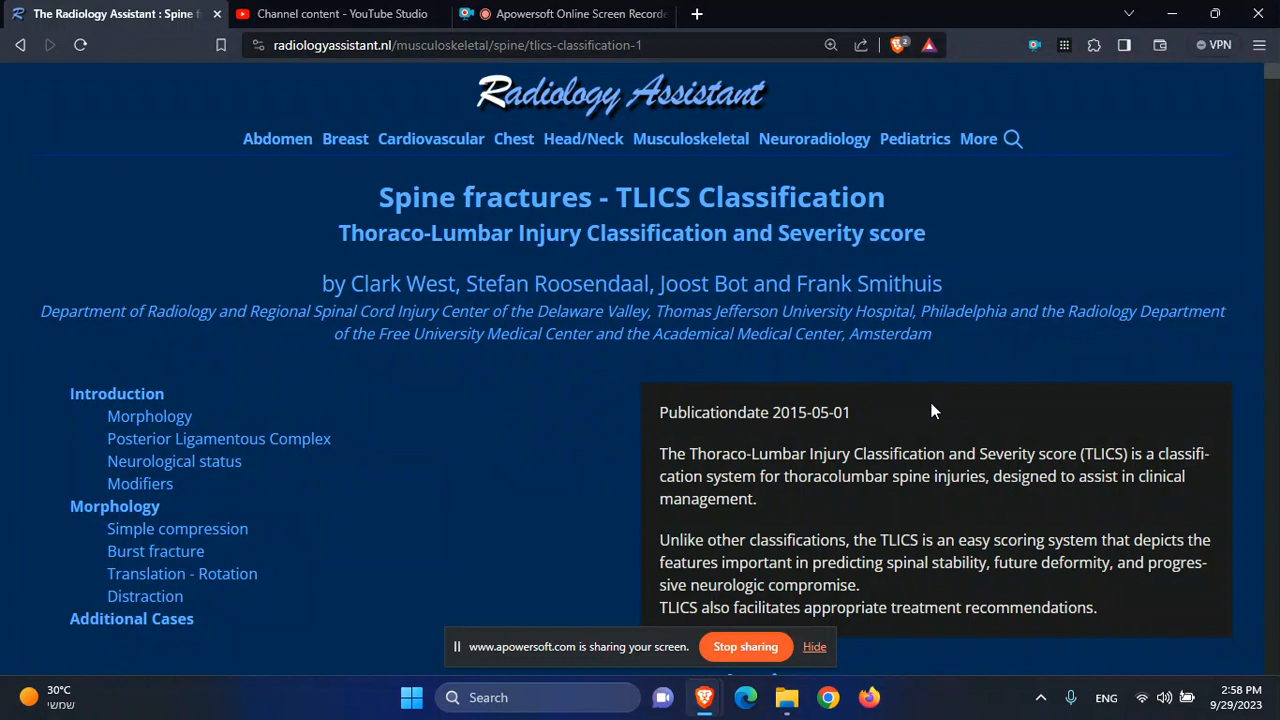 The Radiology Assistant : Spine f
Channel content - YouTube Studio
Apowersoft Online Screen Recorde
radiologyassistant.nl/musculoskeletal/spine/tlics-classification-1
2
VPN
Radiology Assistant
Abdomen Breast Cardiovascular Chest Head/Neck Musculoskeletal Neuroradiology Pediatrics More
Spine fractures - TLICS Classification
Thoraco-Lumbar Injury Classification and Severity score
by Clark West, Stefan Roosendaal, Joost Bot and Frank Smithuis
Department of Radiology and Regional Spinal Cord Injury Center of the Delaware Valley, Thomas Jefferson University Hospital, Philadelphia and the Radiology Department
of the Free University Medical Center and the Academical Medical Center, Amsterdam
Introduction
Morphology
Posterior Ligamentous Complex
Neurological status
Modifiers
Morphology
Simple compression
Burst fracture
Translation - Rotation
Distraction
Additional Cases
Publicationdate 2015-05-01
The Thoraco-Lumbar Injury Classification and Severity score (TLICS) is a classifi-
cation system for thoracolumbar spine injuries, designed to assist in clinical
management.
Unlike other classifications, the TLICS is an easy scoring system that depicts the
features important in predicting spinal stability, future deformity, and progres-
sive neurologic compromise.
TLICS also facilitates appropriate treatment recommendations.
www.apowersoft.com is sharing your screen.
Stop sharing
Hide
30°C
שמשי
Search
ENG
2:58 PM
9/29/2023